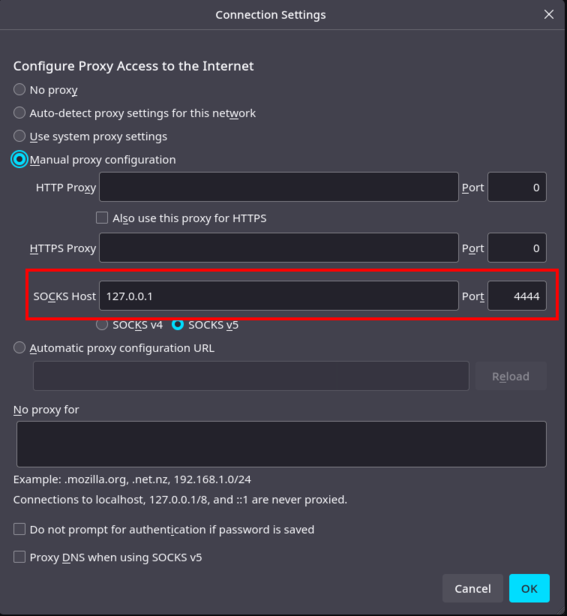 Connection Settings
Configure Proxy Access to the Internet
No proxy
Auto-detect proxy settings for this network
Use system proxy settings
Manual proxy configuration
HTTP Proxy Port 0
Also use this proxy for HTTPS
HTTPS Proxy Port 0
SOCKS Host 127.0.0.1 Port 4444
SOCKS v4 SOCKS v5
Automatic proxy configuration URL
Reload
No proxy for
Example: .mozilla.org, .net.nz, 192.168.1.0/24
Connections to localhost, 127.0.0.1/8, and ::1 are never proxied.
Do not prompt for authentication if password is saved
Proxy DNS when using SOCKS v5
Cancel OK